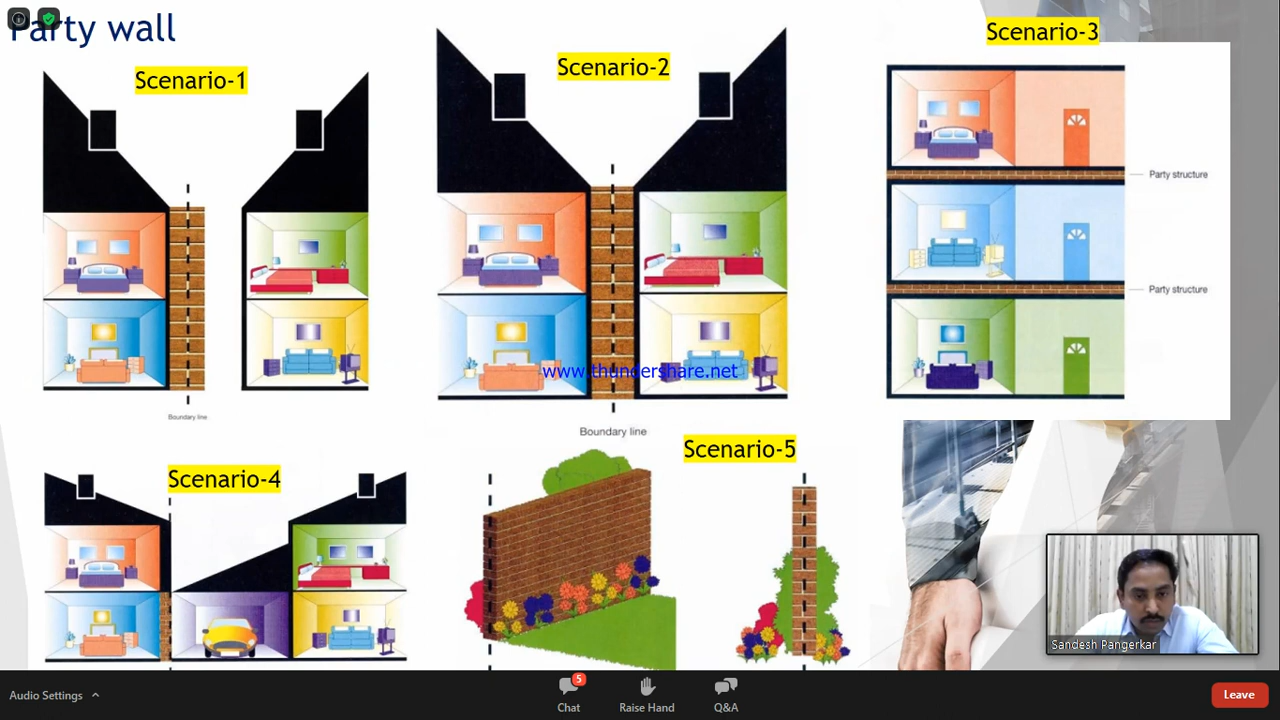 Party wall
Scenario-1
Scenario-2
Scenario-3
Party structure
Party structure
www.thundershare.net
Boundary line
Boundary line
Scenario-4
Scenario-5
Sandesh Pangerkar
Audio Settings
5
Chat
Raise Hand
Q&A
Leave